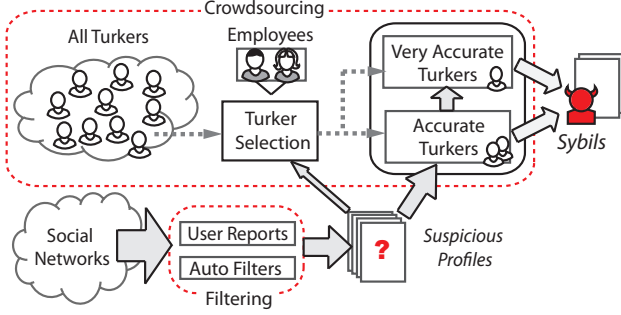 Crowdsourcing
All Turkers
Employees
Very Accurate
Turkers
Turker
Selection
Accurate
Turkers
Sybils
Social
Networks
User Reports
Auto Filters
Filtering
?
Suspicious
Profiles